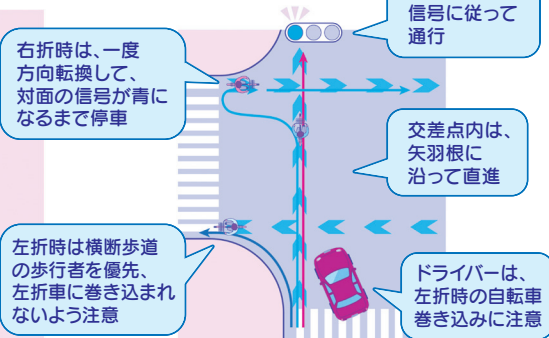 信号に従って
通行
右折時は、一度
方向転換して、
対面の信号が青に
なるまで停車
交差点内は、
矢羽根に
沿って直進
左折時は横断歩道
の歩行者を優先、
左折車に巻き込まれ
ないよう注意
ドライバーは、
左折時の自転車
巻き込みに注意